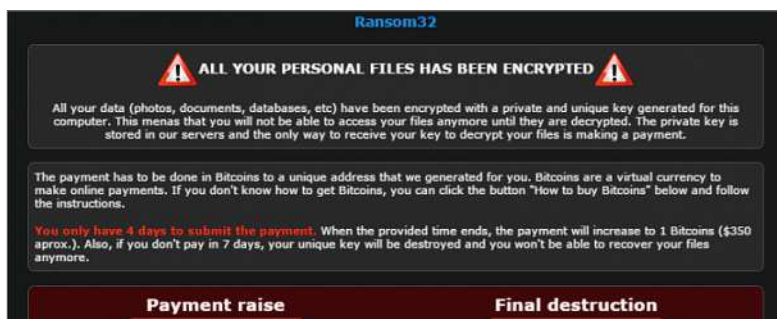 Ransom32
ALL YOUR PERSONAL FILES HAS BEEN ENCRYPTED
All your data (photos, documents, databases, etc) have been encrypted with a private and unique key generated for this
computer. This menas that you will not be able to access your files anymore until they are decrypted. The private key is
stored in our servers and the only way to receive your key to decrypt your files is making a payment.
The payment has to be done in Bitcoins to a unique address that we generated for you. Bitcoins are a virtual currency to
make online payments. If you don't know how to get Bitcoins, you can click the button "How to buy Bitcoins" below and follow
the instructions.
You only have 4 days to submit the payment. When the provided time ends, the payment will increase to 1 Bitcoins ($350
aprox.). Also, if you don't pay in 7 days, your unique key will be destroyed and you won't be able to recover your files
anymore.
Payment raise
Final destruction